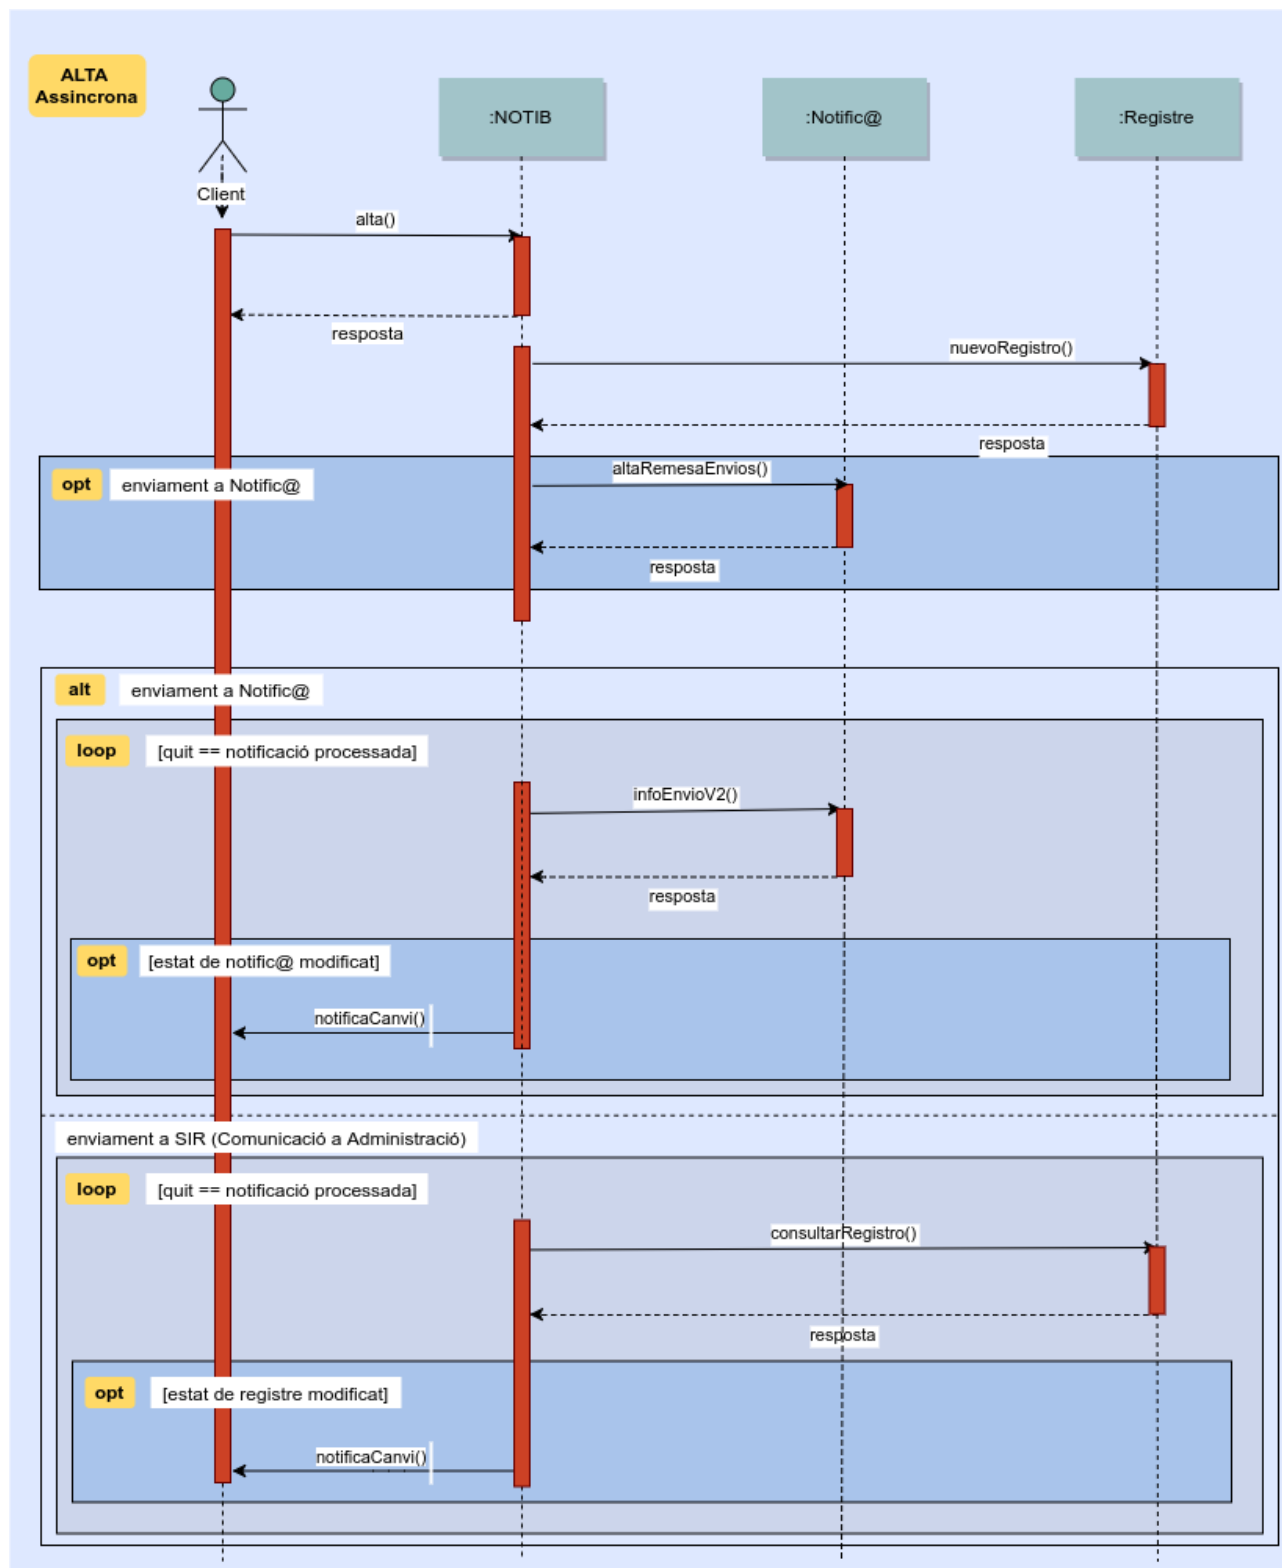 ALTA
Assincrona
:NOTIB
:Notific@
:Registre
Client
alta()
resposta
nuevoRegistro()
resposta
opt
enviament a Notific@
altaRemesaEnvios()
resposta
alt
enviament a Notific@
loop
[quit == notificació processada]
infoEnvioV2()
resposta
opt
[estat de notific@ modificat]
notificaCanvi()
enviament a SIR (Comunicació a Administració)
loop
[quit == notificació processada]
consultarRegistro()
resposta
opt
[estat de registre modificat]
notificaCanvi()